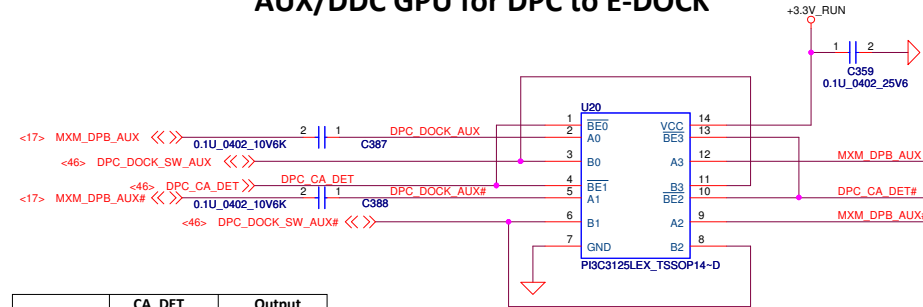 AUX/DDC GPU for DPC to E-DOCK
+3.3V_RUN
1 2
C359
0.1U_0402_25V6
U20
<17> MXM_DPB_AUX 2 1 DPC_DOCK_AUX 1 BE0 VCC 14
0.1U_0402_10V6K C387 2 A0 BE3 13
<46> DPC_DOCK_SW_AUX 3 B0 A3 12 MXM_DPB_AUX
<46> DPC_CA_DET DPC_CA_DET 4 BE1 B3 11
<17> MXM_DPB_AUX# 2 1 DPC_DOCK_AUX# 5 A1 BE2 10 DPC_CA_DET#
0.1U_0402_10V6K C388
<46> DPC_DOCK_SW_AUX# 6 B1 A2 9 MXM_DPB_AUX#
7 GND B2 8
PI3C3125LEX_TSSOP14~D
CA_DET Output